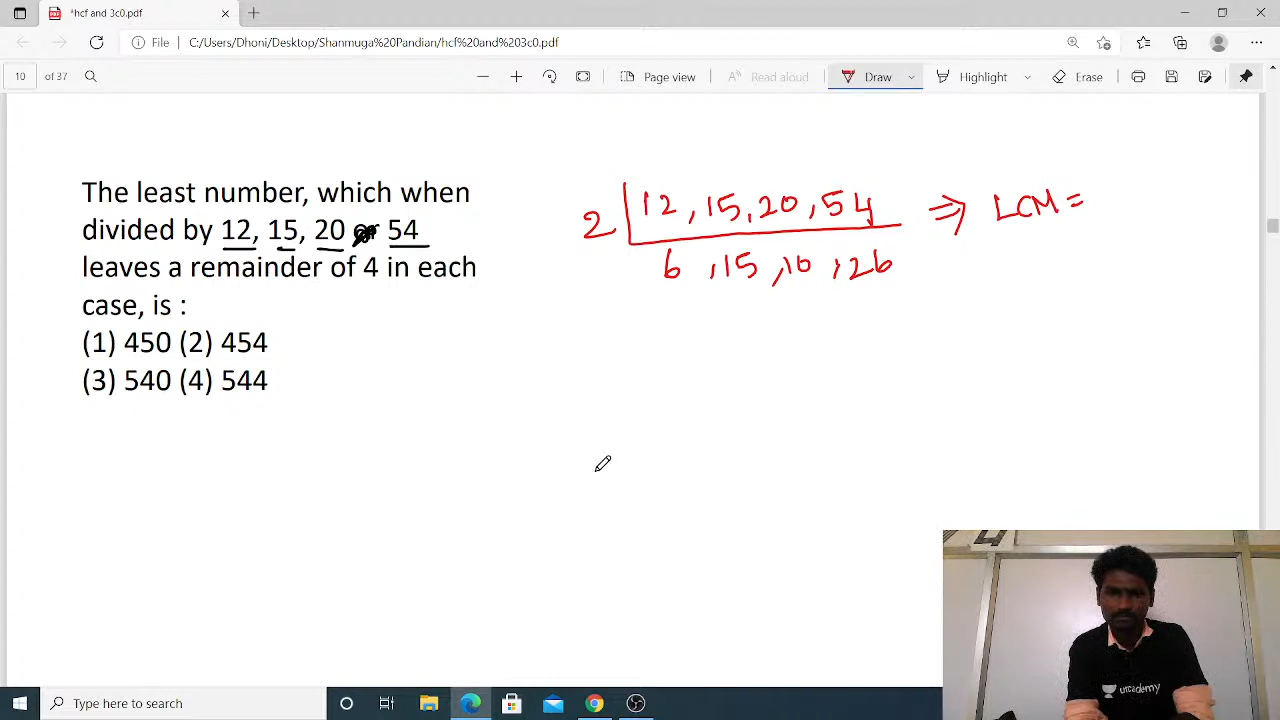 *hcf and 3c0.pdf
File
C:/Users/Dhoni/Desktop/Shanmuga%20Pandian/hcf%20and%203c0.pdf
10 of 37
Page view
Read aloud
Draw
Highlight
Erase
The least number, which when
divided by 12, 15, 20 or 54
leaves a remainder of 4 in each
case, is :
(1) 450 (2) 454
(3) 540 (4) 544
2 | 12, 15, 20, 54 ⇒ LCM =
6, 15, 10, 26
4
unacademy
Type here to search